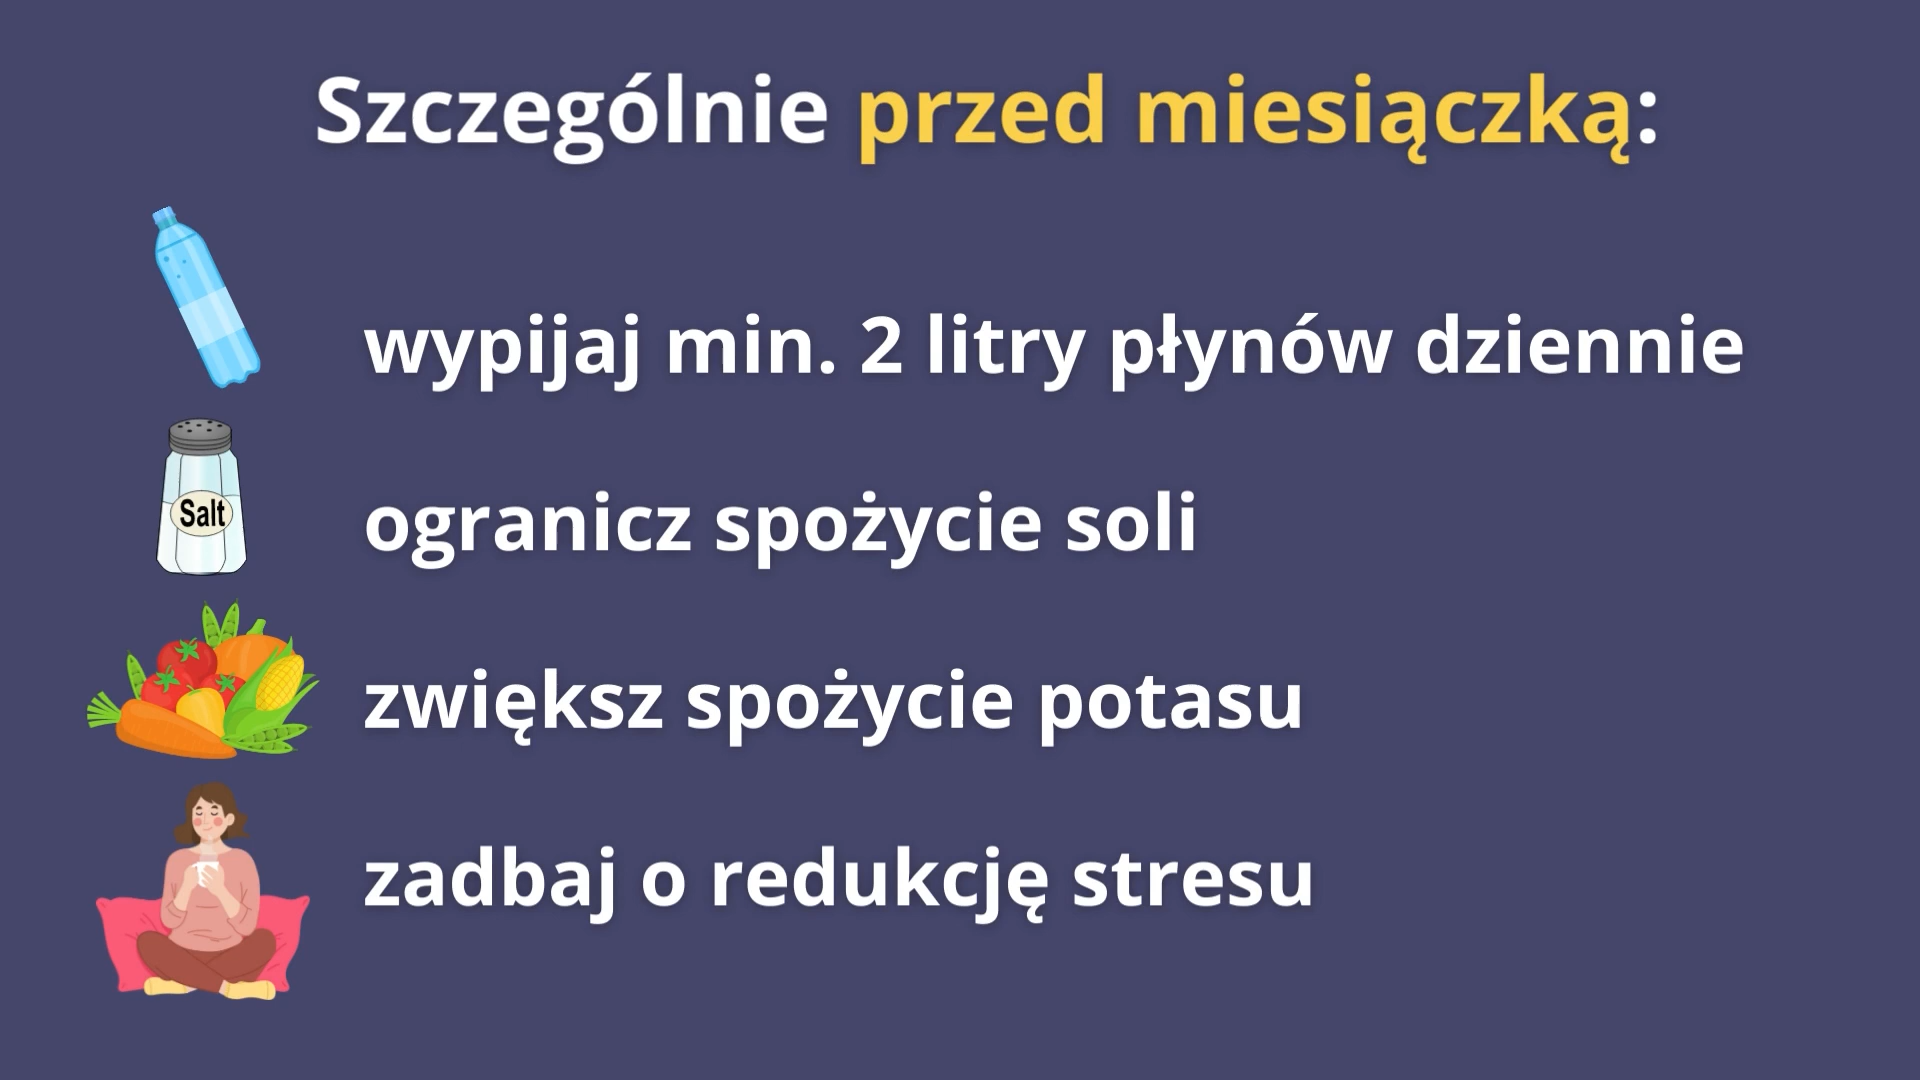 Szczególnie przed miesiączką:
wypijaj min. 2 litry płynów dziennie
Salt
ogranicz spożycie soli
zwiększ spożycie potasu
zadbaj o redukcję stresu